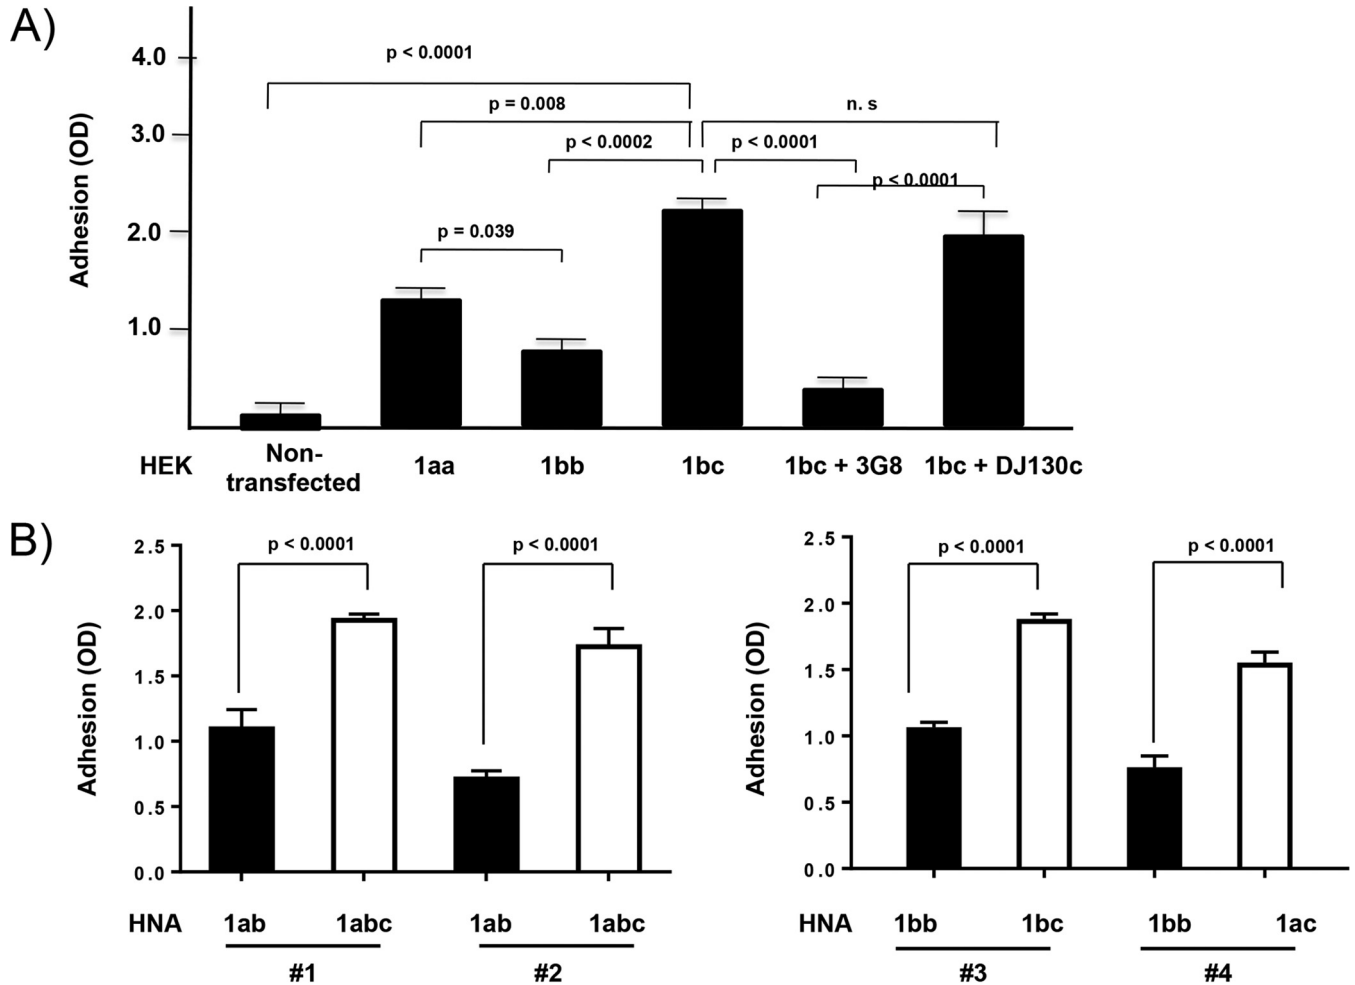 A)
Adhesion (OD)
4.0
3.0
2.0
1.0
p < 0.0001
p = 0.008
n. s
p < 0.0002
p < 0.0001
p < 0.0001
p = 0.039
HEK
Non-
transfected
1aa
1bb
1bc
1bc + 3G8
1bc + DJ130c
B)
Adhesion (OD)
2.5
2.0
1.5
1.0
0.5
0.0
p < 0.0001
p < 0.0001
HNA
1ab
1abc
1ab
1abc
#1
#2
Adhesion (OD)
2.5
2.0
1.5
1.0
0.5
0.0
p < 0.0001
p < 0.0001
HNA
1bb
1bc
1bb
1ac
#3
#4